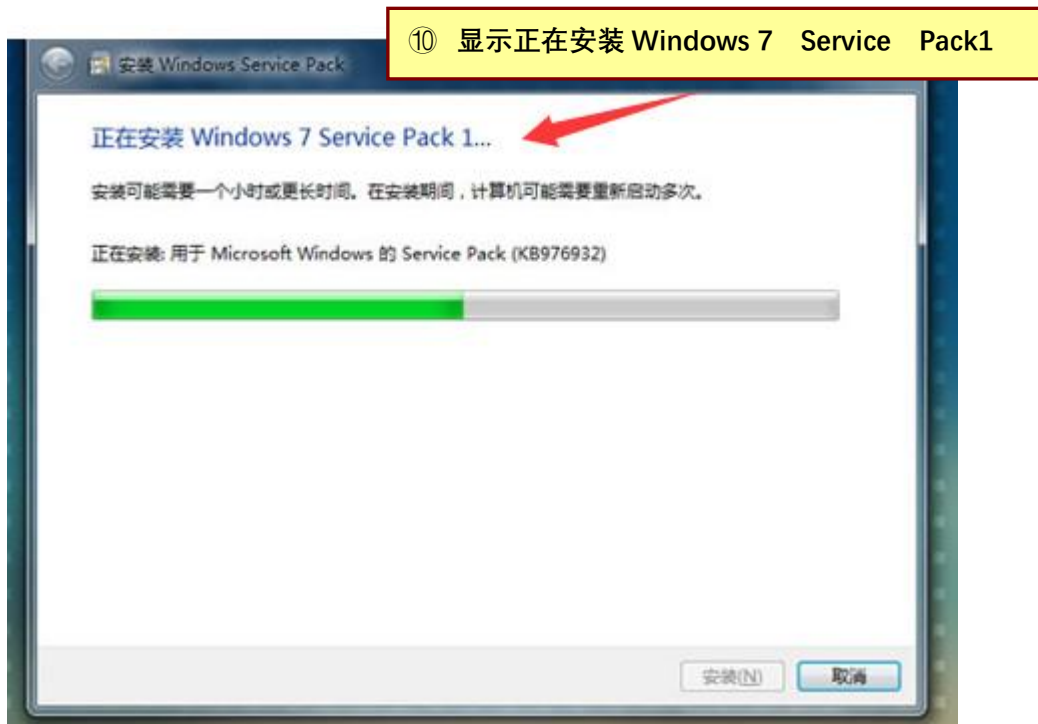 ⑩ 显示正在安装 Windows 7 Service Pack1
安装 Windows Service Pack
正在安装 Windows 7 Service Pack 1...
安装可能需要一个小时或更长时间。在安装期间，计算机可能需要重新启动多次。
正在安装: 用于 Microsoft Windows 的 Service Pack (KB976932)
安装(N) 取消